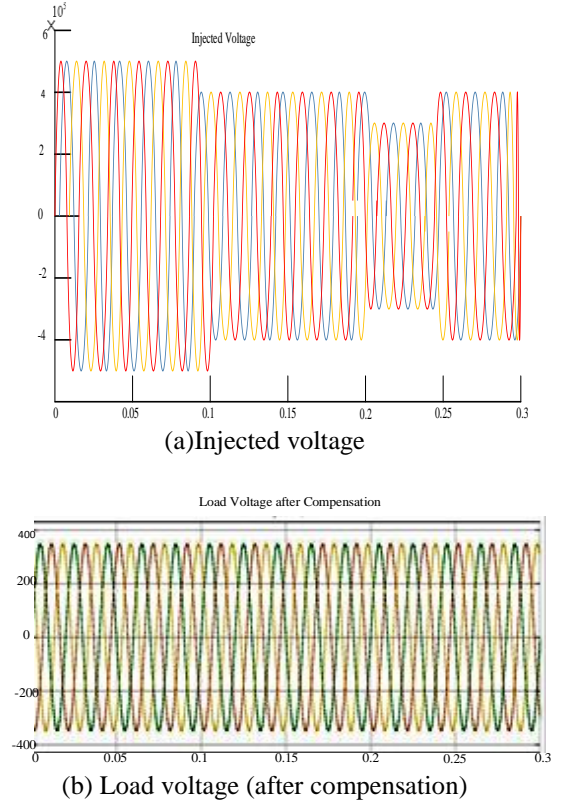 × 10⁵
Injected Voltage
6
4
2
0
-2
-4
0 0.05 0.1 0.15 0.2 0.25 0.3
(a)Injected voltage
Load Voltage after Compensation
400
200
0
-200
-400
0 0.05 0.1 0.15 0.2 0.25 0.3
(b) Load voltage (after compensation)